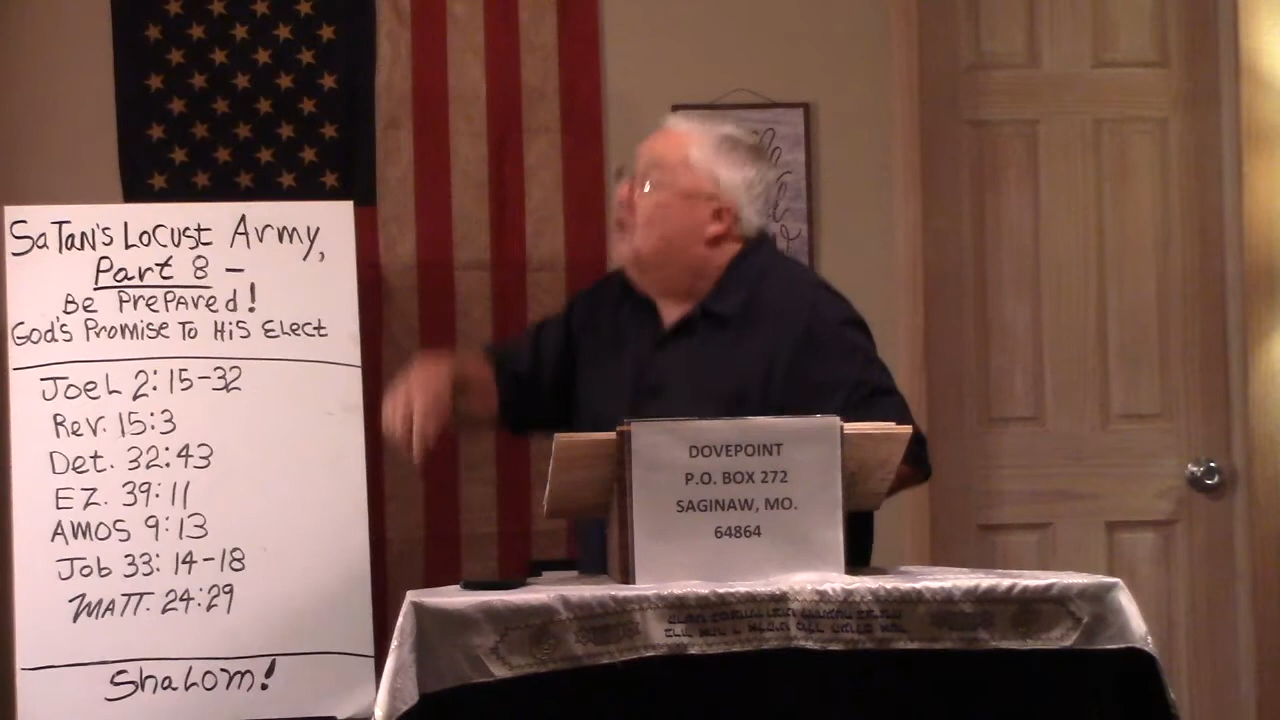 SaTan's Locust Army,
Part 8 -
Be Prepared!
God's Promise To His Elect
Joel 2:15-32
Rev. 15:3
Det. 32:43
EZ. 39:11
AMOS 9:13
Job 33:14-18
MATT. 24:29
Shalom!
DOVEPOINT
P.O. BOX 272
SAGINAW, MO.
64864